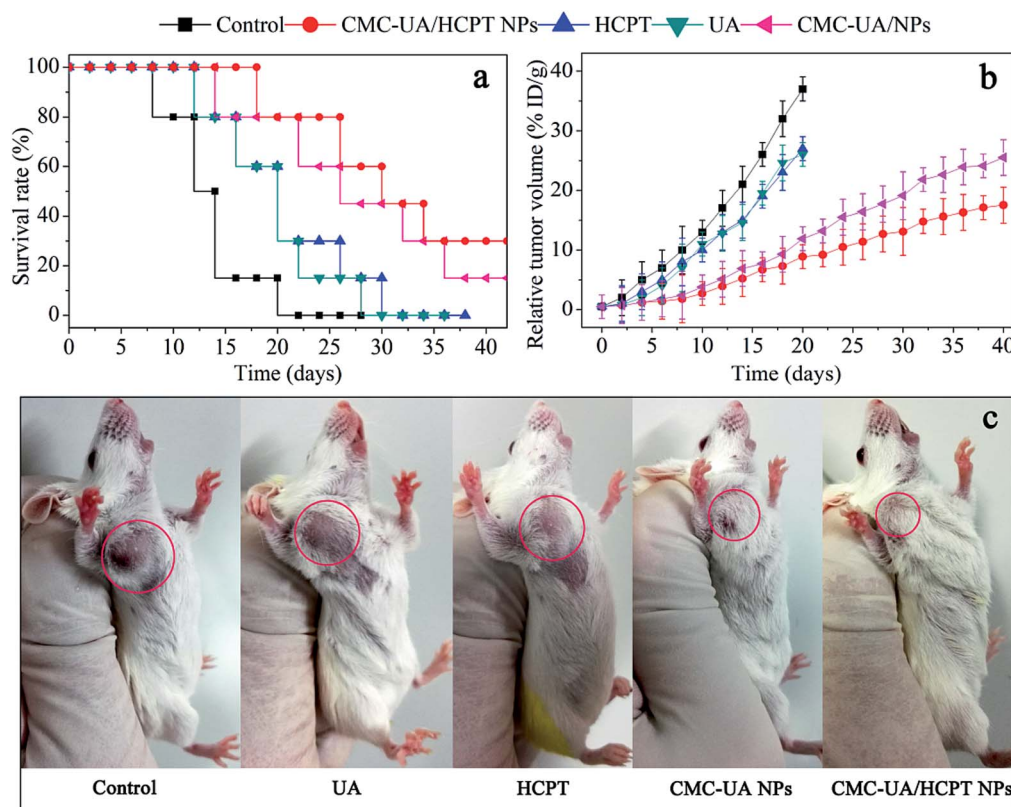 Control CMC-UA/HCPT NPs HCPT UA CMC-UA/NPs
a
100
80
60
40
20
0
Survival rate (%)
0 5 10 15 20 25 30 35 40
Time (days)
b
40
30
20
10
0
Relative tumor volume (% ID/g)
0 5 10 15 20 25 30 35 40
Time (days)
c
Control UA HCPT CMC-UA NPs CMC-UA/HCPT NPs